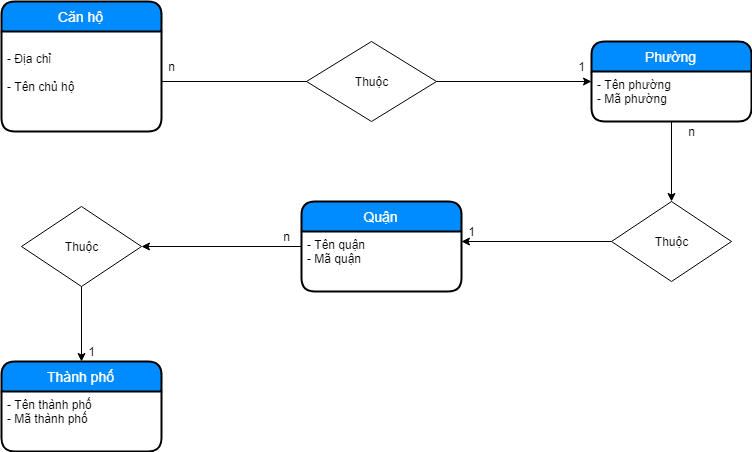 Căn hộ
- Địa chỉ
- Tên chủ hộ
n
Thuộc
1
Phường
- Tên phường
- Mã phường
n
Thuộc
1
Quận
- Tên quận
- Mã quận
n
Thuộc
1
Thành phố
- Tên thành phố
- Mã thành phố